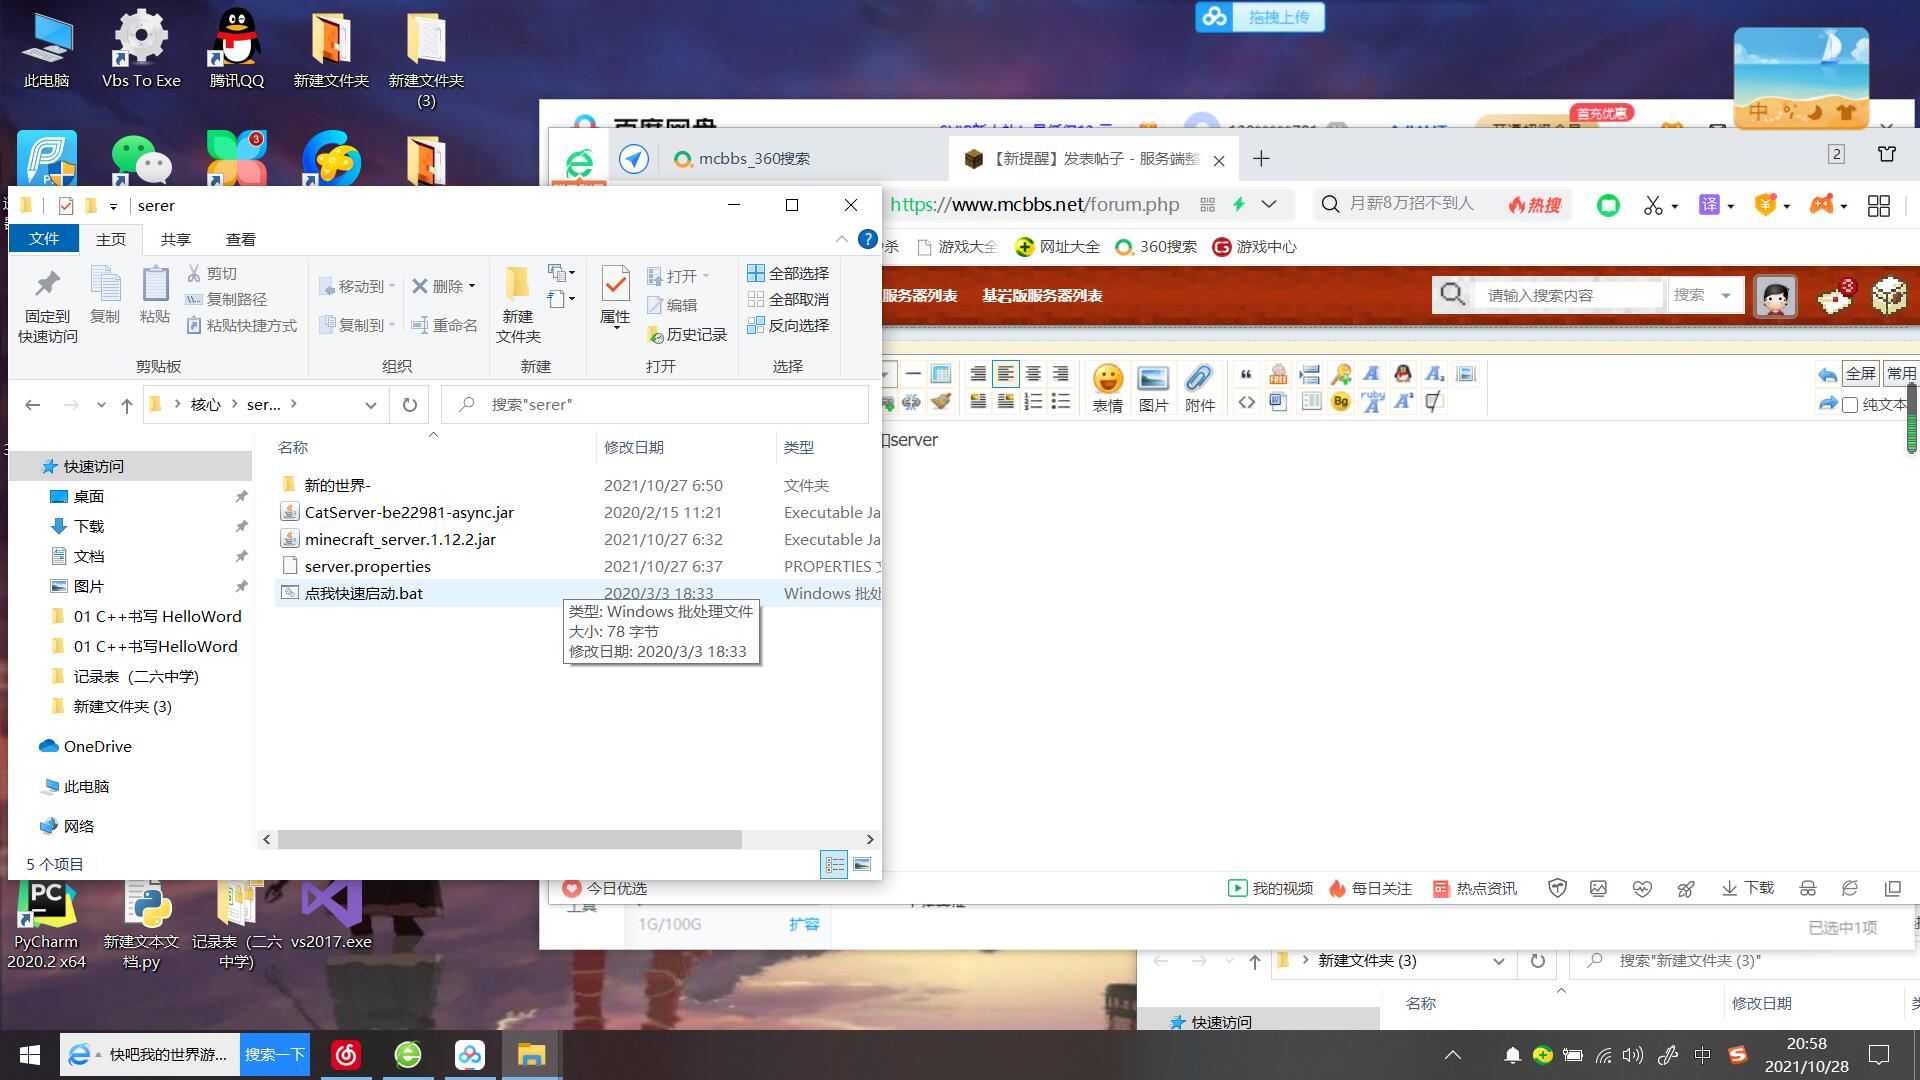 此电脑
Vbs To Exe
腾讯QQ
新建文件夹
新建文件夹
(3)
拖拽上传
中
首充优惠
百度网盘
3
mcbbs_360搜索
【新提醒】发表帖子 - 服务端整
2
serer
https://www.mcbbs.net/forum.php
月薪8万招不到人
热搜
译
文件
主页
共享
查看
游戏大全
网址大全
360搜索
游戏中心
固定到
快速访问
复制
粘贴
剪切
复制路径
粘贴快捷方式
剪贴板
移动到
删除
复制到
重命名
组织
新建
文件夹
新建
属性
打开
编辑
历史记录
打开
全部选择
全部取消
反向选择
选择
服务器列表
基岩版服务器列表
请输入搜索内容
搜索
3
表情
图片
附件
全屏
常用
纯文本
核心
ser...
搜索"serer"
server
名称
修改日期
类型
快速访问
桌面
下载
文档
图片
01 C++书写 HelloWord
01 C++书写HelloWord
记录表（二六中学)
新建文件夹 (3)
OneDrive
此电脑
网络
新的世界-
2021/10/27 6:50
文件夹
CatServer-be22981-async.jar
2020/2/15 11:21
Executable Ja
minecraft_server.1.12.2.jar
2021/10/27 6:32
Executable Ja
server.properties
2021/10/27 6:37
PROPERTIES
点我快速启动.bat
2020/3/3 18:33
Windows 批处
类型: Windows 批处理文件
大小: 78 字节
修改日期: 2020/3/3 18:33
5 个项目
今日优选
我的视频
每日关注
热点资讯
下载
1G/100G
扩容
已选中1项
PC
PyCharm
2020.2 x64
新建文本文
档.py
记录表（二六
中学)
vs2017.exe
新建文件夹 (3)
搜索"新建文件夹 (3)"
名称
修改日期
快速访问
快吧我的世界游...
搜索一下
中
20:58
2021/10/28